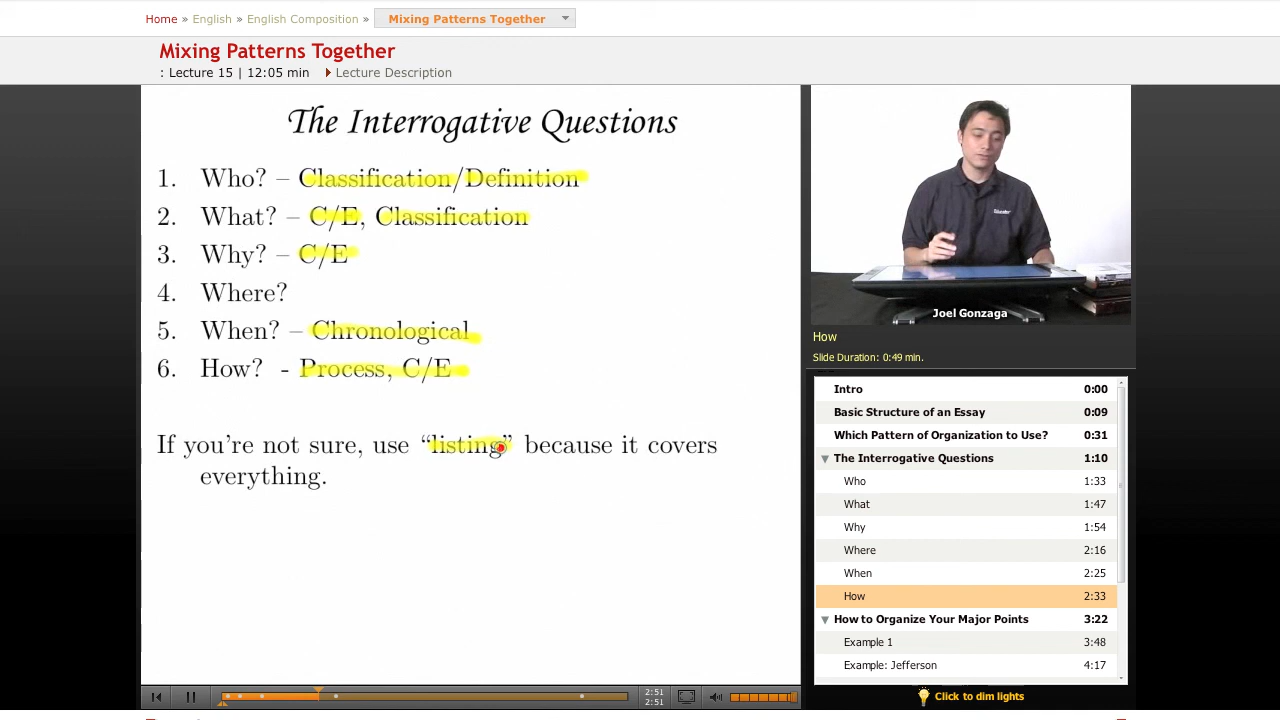 Home » English » English Composition » Mixing Patterns Together
Mixing Patterns Together
: Lecture 15 | 12:05 min Lecture Description
The Interrogative Questions
1. Who? – Classification/Definition
2. What? – C/E, Classification
3. Why? – C/E
4. Where?
5. When? – Chronological
6. How? - Process, C/E
If you're not sure, use “listing” because it covers
everything.
2:51
2:51
Educator
Joel Gonzaga
How
Slide Duration: 0:49 min.
Intro 0:00
Basic Structure of an Essay 0:09
Which Pattern of Organization to Use? 0:31
The Interrogative Questions 1:10
Who 1:33
What 1:47
Why 1:54
Where 2:16
When 2:25
How 2:33
How to Organize Your Major Points 3:22
Example 1 3:48
Example: Jefferson 4:17
Click to dim lights